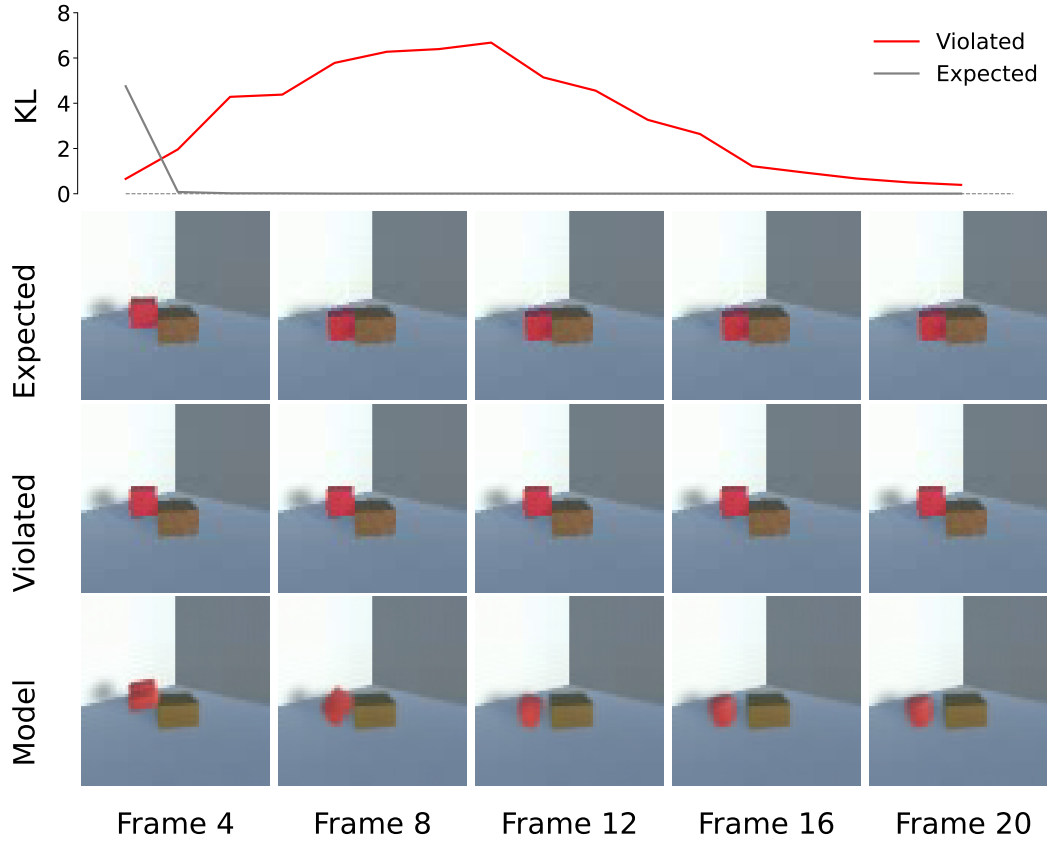 8
6
4
2
0
KL
Violated
Expected
Expected
Violated
Model
Frame 4
Frame 8
Frame 12
Frame 16
Frame 20